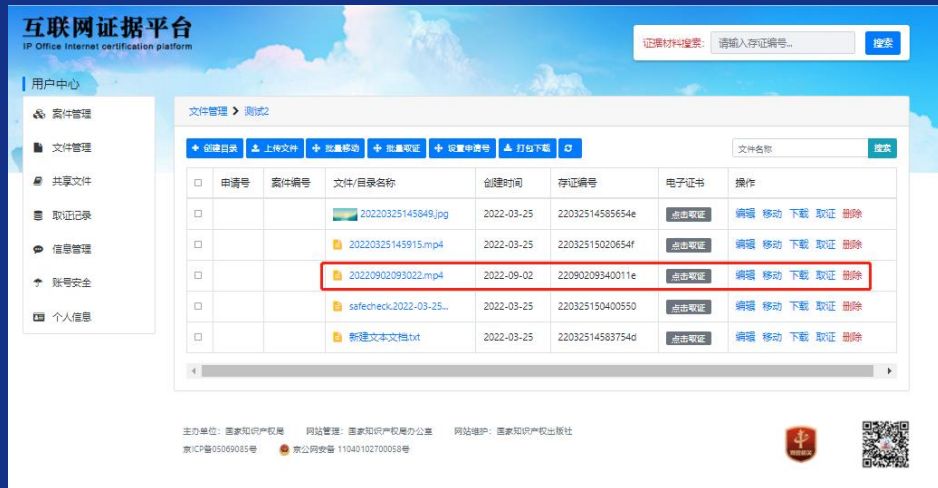 互联网证据平台
IP Office Internet certification platform
证据材料搜索: 请输入存证编号... 搜索
用户中心
案件管理
文件管理
共享文件
取证记录
信息管理
账号安全
个人信息
文件管理 > 测试2
创建目录 上传文件 批量移动 批量取证 设置申请号 打包下载
文件名称 搜索
申请号 案件编号 文件/目录名称 创建时间 存证编号 电子证书 操作
20220325145849.jpg 2022-03-25 22032514585654e 点击取证 编辑 移动 下载 取证 删除
20220325145915.mp4 2022-03-25 22032515020654f 点击取证 编辑 移动 下载 取证 删除
20220902093022.mp4 2022-09-02 22090209340011e 点击取证 编辑 移动 下载 取证 删除
safecheck.2022-03-25... 2022-03-25 220325150400550 点击取证 编辑 移动 下载 取证 删除
新建文本文档.txt 2022-03-25 22032514583754d 点击取证 编辑 移动 下载 取证 删除
主办单位：国家知识产权局 网站管理：国家知识产权局办公室 网站维护：国家知识产权出版社
京ICP备05069085号 京公网安备 11040102700058号